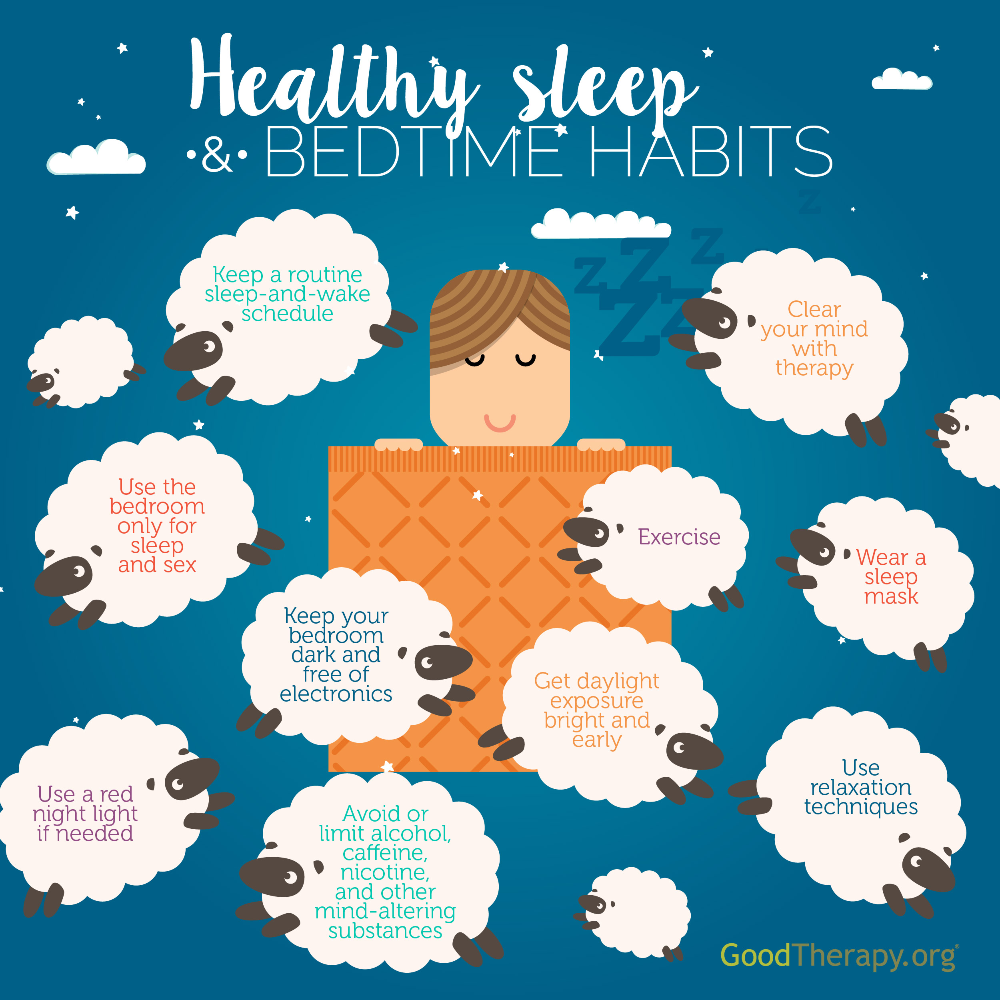 Healthy sleep
& BEDTIME HABITS
z
z
z
z
z
z
Keep a routine
sleep-and-wake
schedule
Clear
your mind
with
therapy
Use the
bedroom
only for
sleep
and sex
Exercise
Wear a
sleep
mask
Keep your
bedroom
dark and
free of
electronics
Get daylight
exposure
bright and
early
Use a red
night light
if needed
Use
relaxation
techniques
Avoid or
limit alcohol,
caffeine,
nicotine,
and other
mind-altering
substances
GoodTherapy.org®